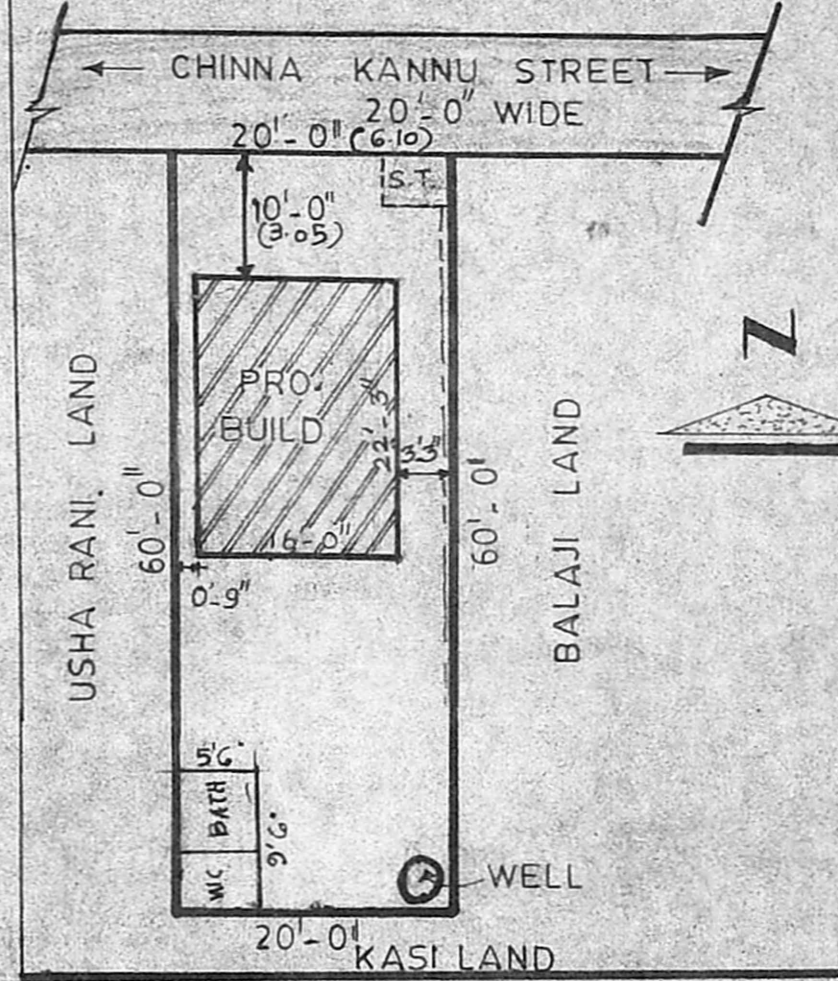 CHINNA KANNU STREET
20'-0" WIDE
20'-0" (6.10)
S.T.
10'-0"
(3.05)
PRO.
BUILD
22'-3"
3'3"
16-0"
0'-9"
USHA RANI. LAND
60'-0"
60'-0'
BALAJI LAND
N
5'6"
BATH
9'6"
W.C
WELL
20'-0"
KASI LAND